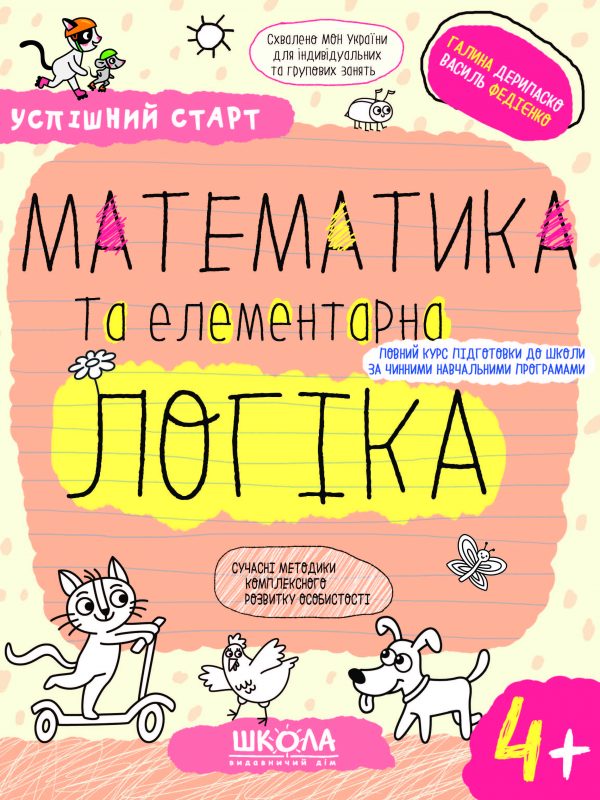 Схвалено МОН України
для індивідуальних
та групових занять
ГАЛИНА ДЕРИПАСКО
ВАСИЛЬ ФЕДІЄНКО
УСПІШНИЙ СТАРТ
МАТЕМАТИКА
та елементарна
ПОВНИЙ КУРС ПІДГОТОВКИ ДО ШКОЛИ
ЗА ЧИННИМИ НАВЧАЛЬНИМИ ПРОГРАМАМИ
ЛОГІКА
СУЧАСНІ МЕТОДИКИ
КОМПЛЕКСНОГО
РОЗВИТКУ ОСОБИСТОСТІ
ШКОЛА
видавничий дім
4+